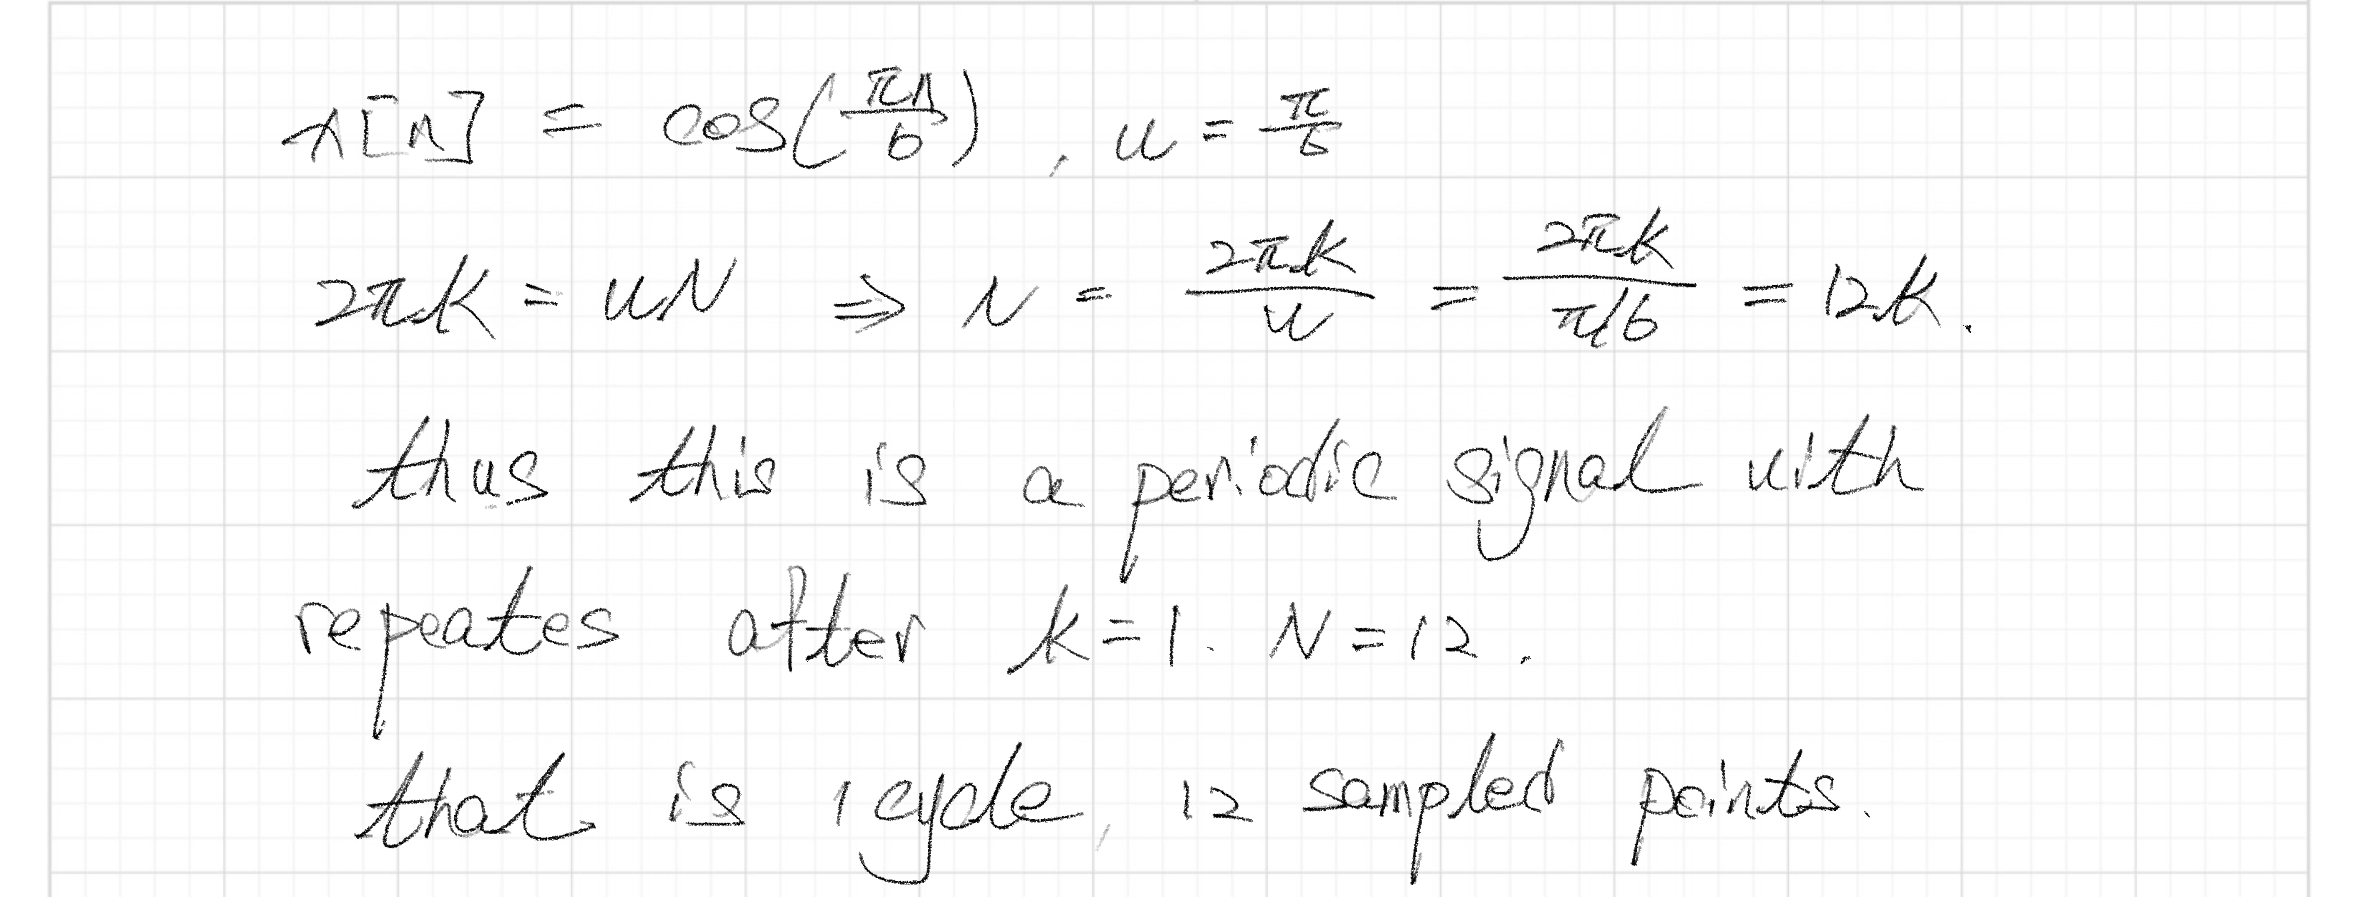 x[n] = cos(πn/6), u = π/6
2πk = uN ⇒ N = 2πk/u = 2πk/π/6 = 12k.
thus this is a periodic signal with
repeates after k=1. N=12.
that is 1 cycle, 12 sampled points.